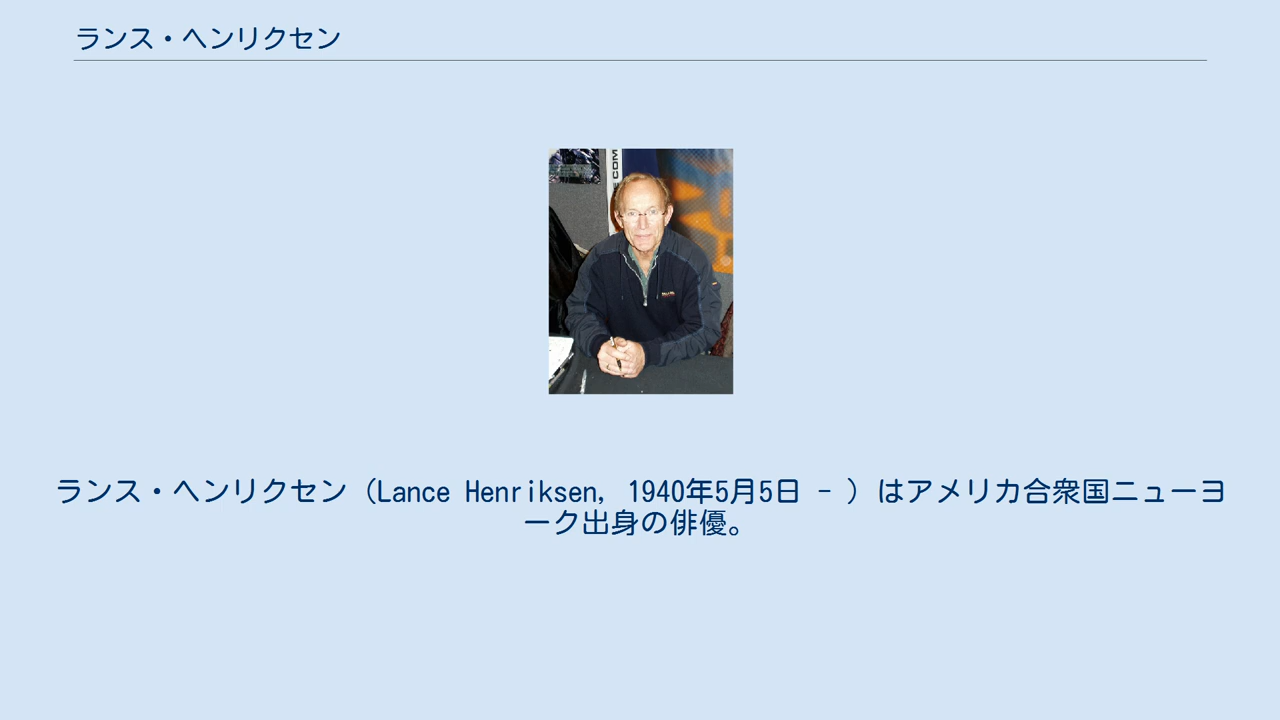 ランス・ヘンリクセン
COM
ランス・ヘンリクセン（Lance Henriksen, 1940年5月5日 - ）はアメリカ合衆国ニューヨ
ーク出身の俳優。